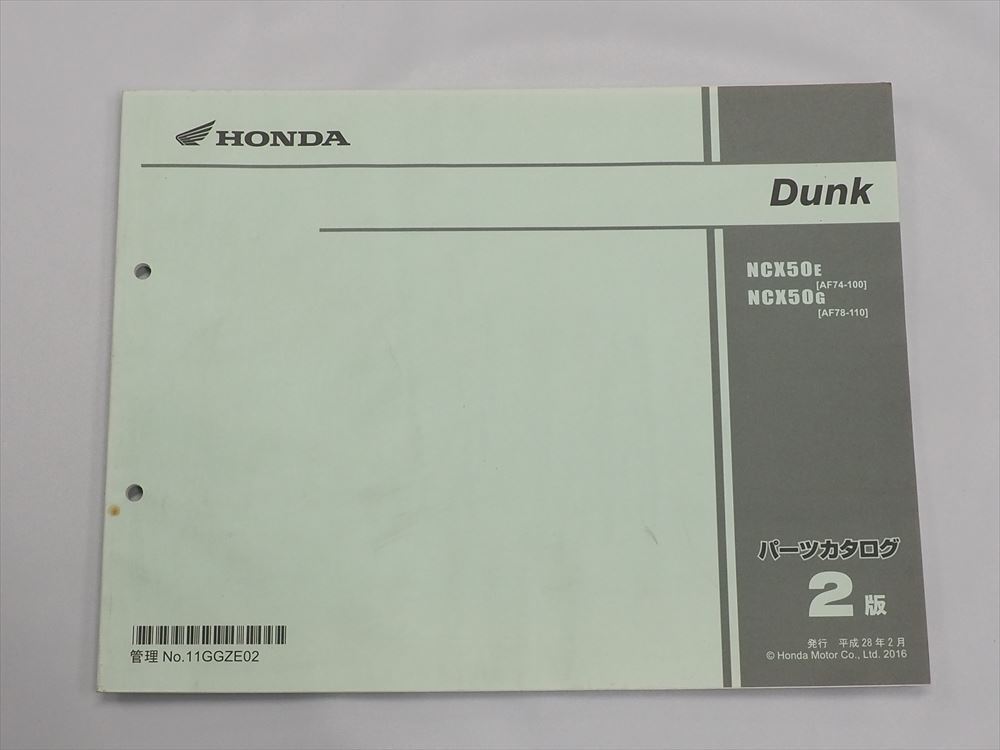 HONDA
Dunk
NCX50E
[AF74-100]
NCX50G
[AF78-110]
パーツカタログ
2版
発行 平成28年2月
© Honda Motor Co., Ltd. 2016
管理 No.11GGZE02